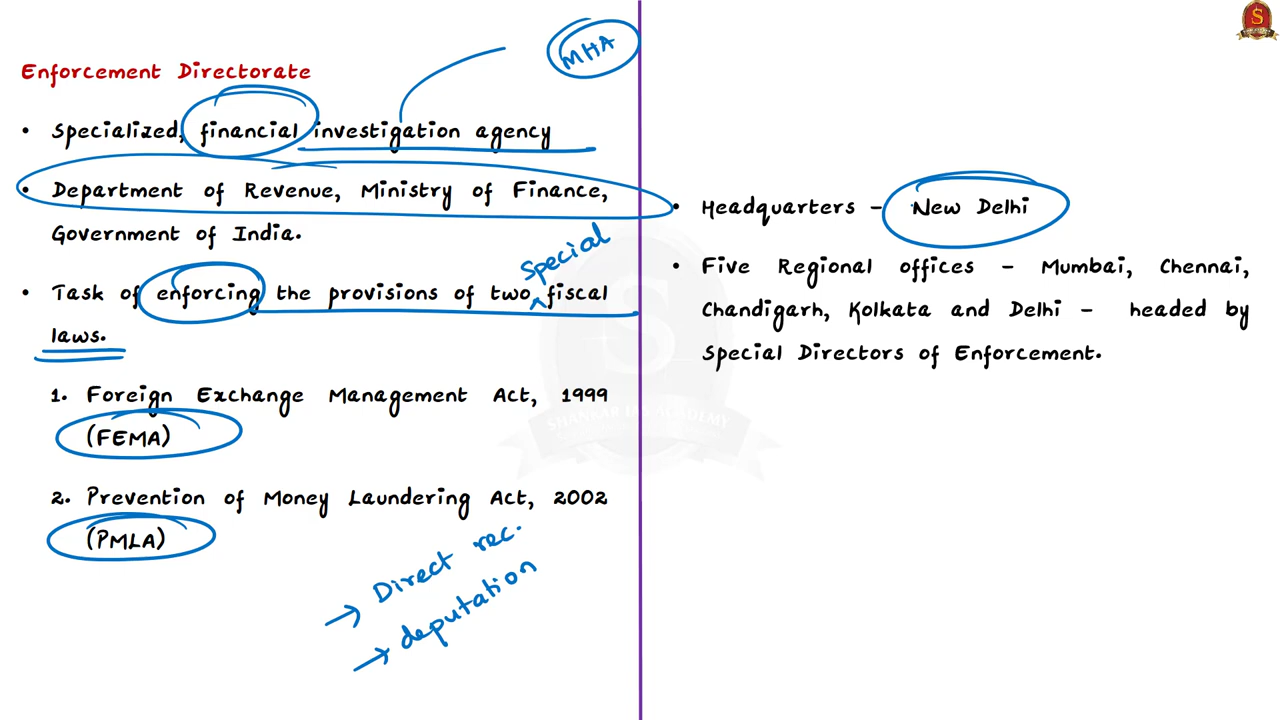 MHA
Enforcement Directorate
• Specialized, financial investigation agency
• Department of Revenue, Ministry of Finance,
Government of India.
special
• Task of enforcing the provisions of two ^ fiscal
laws.
1. Foreign Exchange Management Act, 1999
(FEMA)
2. Prevention of Money Laundering Act, 2002
(PMLA)
→ Direct rec.
→ deputation
• Headquarters - New Delhi
• Five Regional offices - Mumbai, Chennai,
Chandigarh, Kolkata and Delhi - headed by
Special Directors of Enforcement.
S
SHANKAR IAS ACADEMY